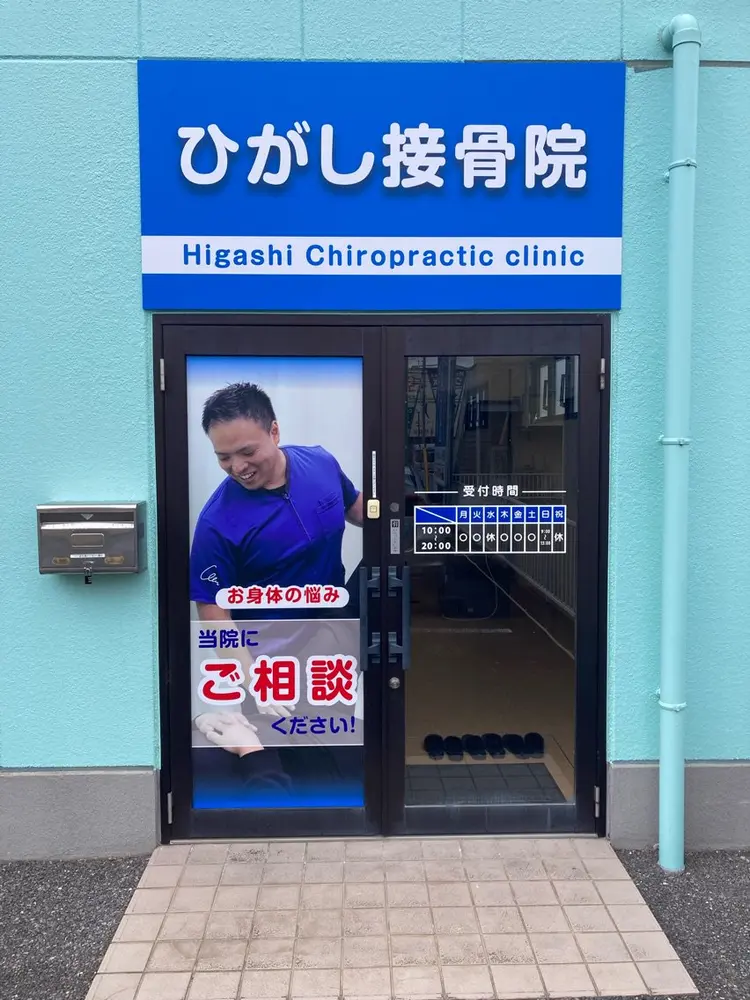 ひがし接骨院
Higashi Chiropractic clinic
お身体の悩み
当院に
ご相談
ください!
受付時間
月火水木金土日祝
10:00
~
20:00
○○休○○○
休